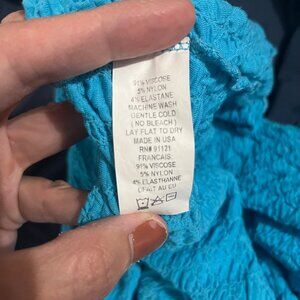 91% VISCOSE
5% NYLON
4% ELASTANE
MACHINE WASH
GENTLE COLD
( NO BLEACH )
LAY FLAT TO DRY
MADE IN USA
RN# 91121
FRANCAIS:
91% VISCOSE
5% NYLON
4% ELASTHANNE
FAIT AU EU